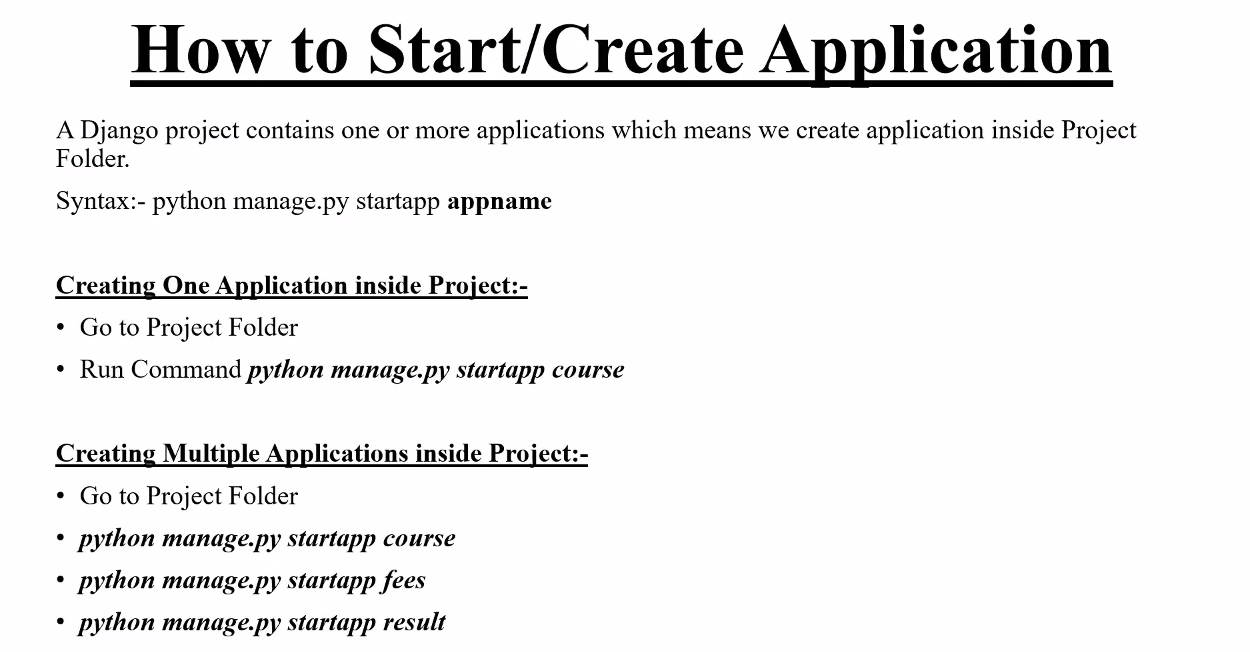 How to Start/Create Application
A Django project contains one or more applications which means we create application inside Project
Folder.
Syntax:- python manage.py startapp appname
Creating One Application inside Project:-
• Go to Project Folder
• Run Command python manage.py startapp course
Creating Multiple Applications inside Project:-
• Go to Project Folder
• python manage.py startapp course
• python manage.py startapp fees
• python manage.py startapp result